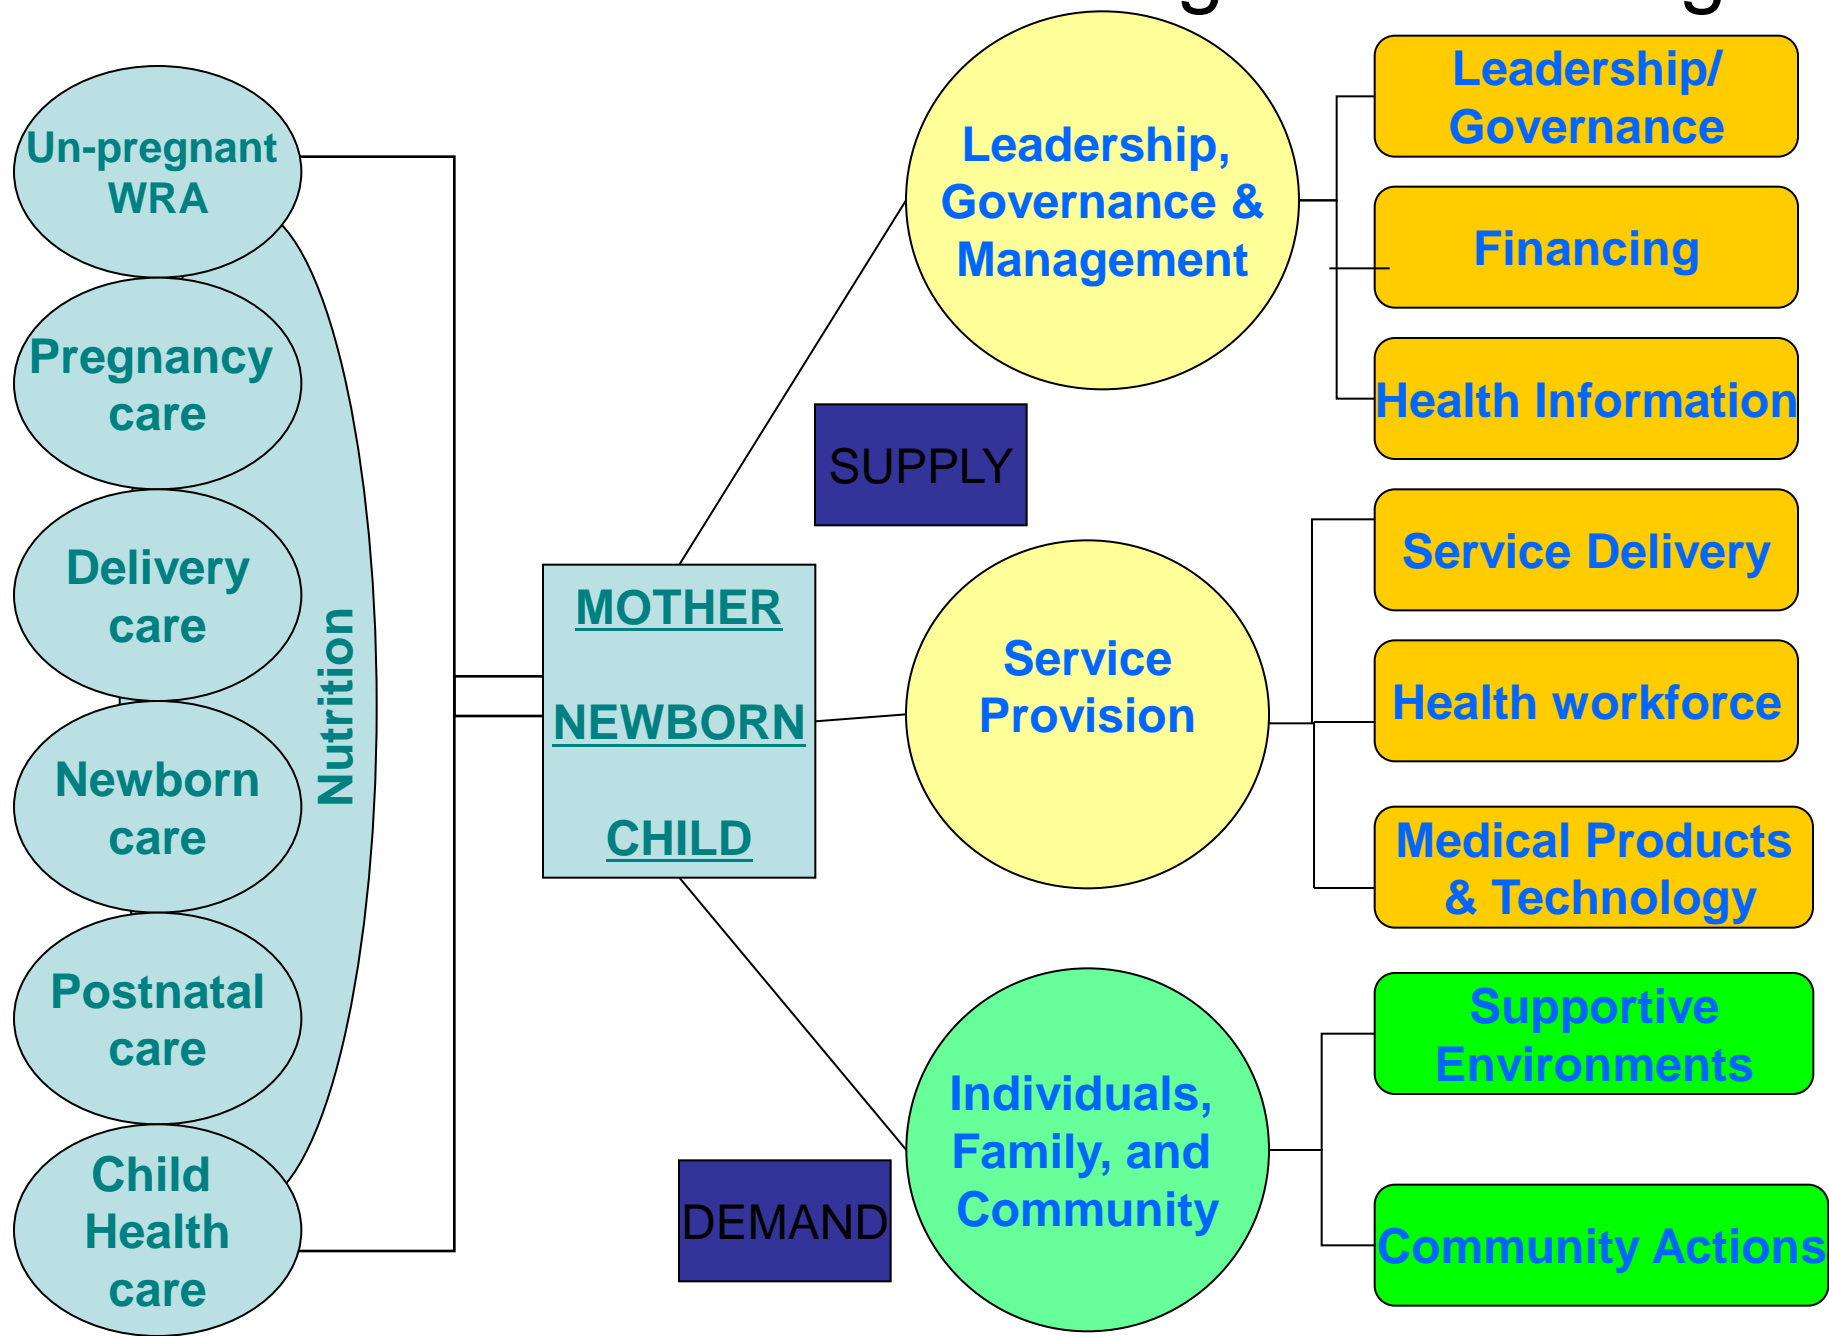 Un-pregnant
WRA
Pregnancy
care
Delivery
care
Newborn
care
Postnatal
care
Child
Health
care
Nutrition
MOTHER
NEWBORN
CHILD
SUPPLY
DEMAND
Leadership,
Governance &
Management
Service
Provision
Individuals,
Family, and
Community
Leadership/
Governance
Financing
Health Information
Service Delivery
Health workforce
Medical Products
& Technology
Supportive
Environments
Community Actions